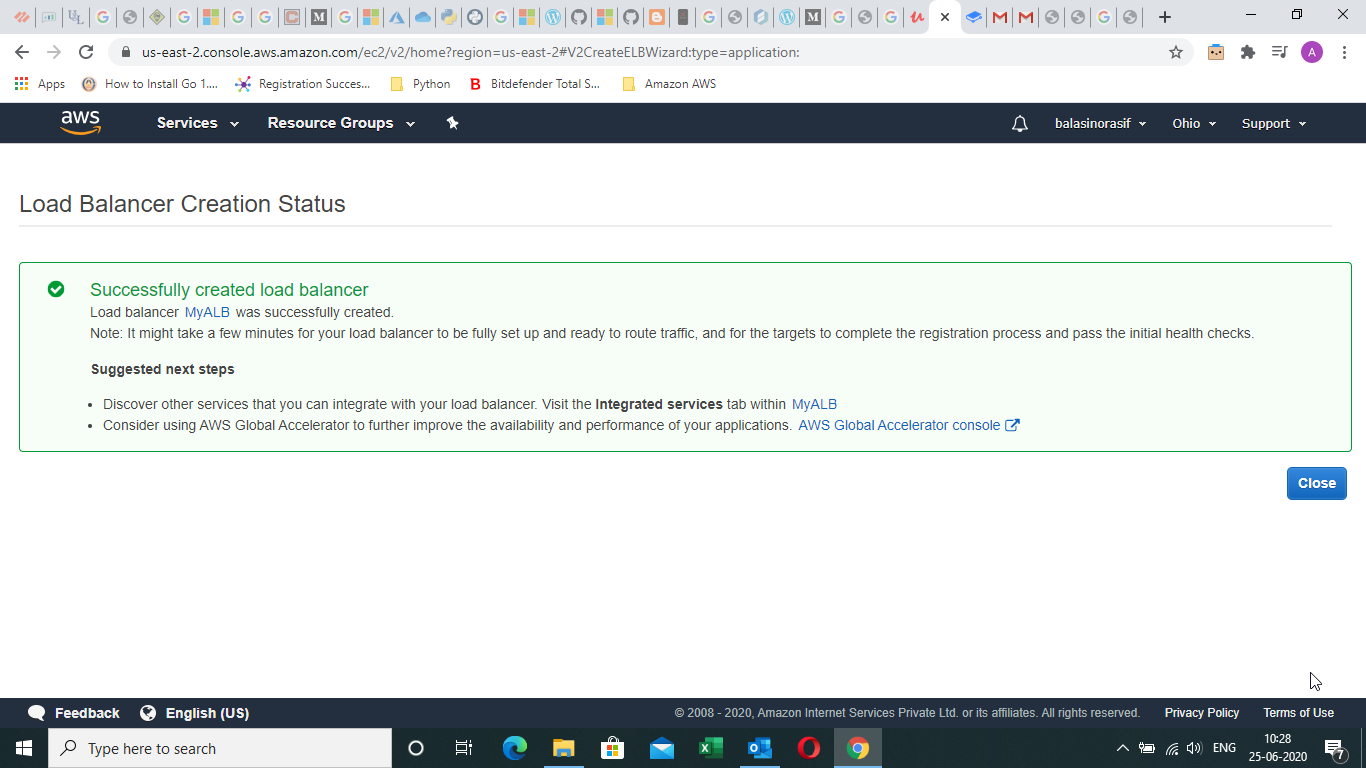 us-east-2.console.aws.amazon.com/ec2/v2/home?region=us-east-2#V2CreateELBWizard:type=application:
A
Apps How to Install Go 1.... Registration Succes... Python B Bitdefender Total S... Amazon AWS
aws Services Resource Groups balasinorasif Ohio Support
Load Balancer Creation Status
Successfully created load balancer
Load balancer MyALB was successfully created.
Note: It might take a few minutes for your load balancer to be fully set up and ready to route traffic, and for the targets to complete the registration process and pass the initial health checks.
Suggested next steps
• Discover other services that you can integrate with your load balancer. Visit the Integrated services tab within MyALB
• Consider using AWS Global Accelerator to further improve the availability and performance of your applications. AWS Global Accelerator console
Close
Feedback English (US) © 2008 - 2020, Amazon Internet Services Private Ltd. or its affiliates. All rights reserved. Privacy Policy Terms of Use
Type here to search
ENG
10:28
25-06-2020
7